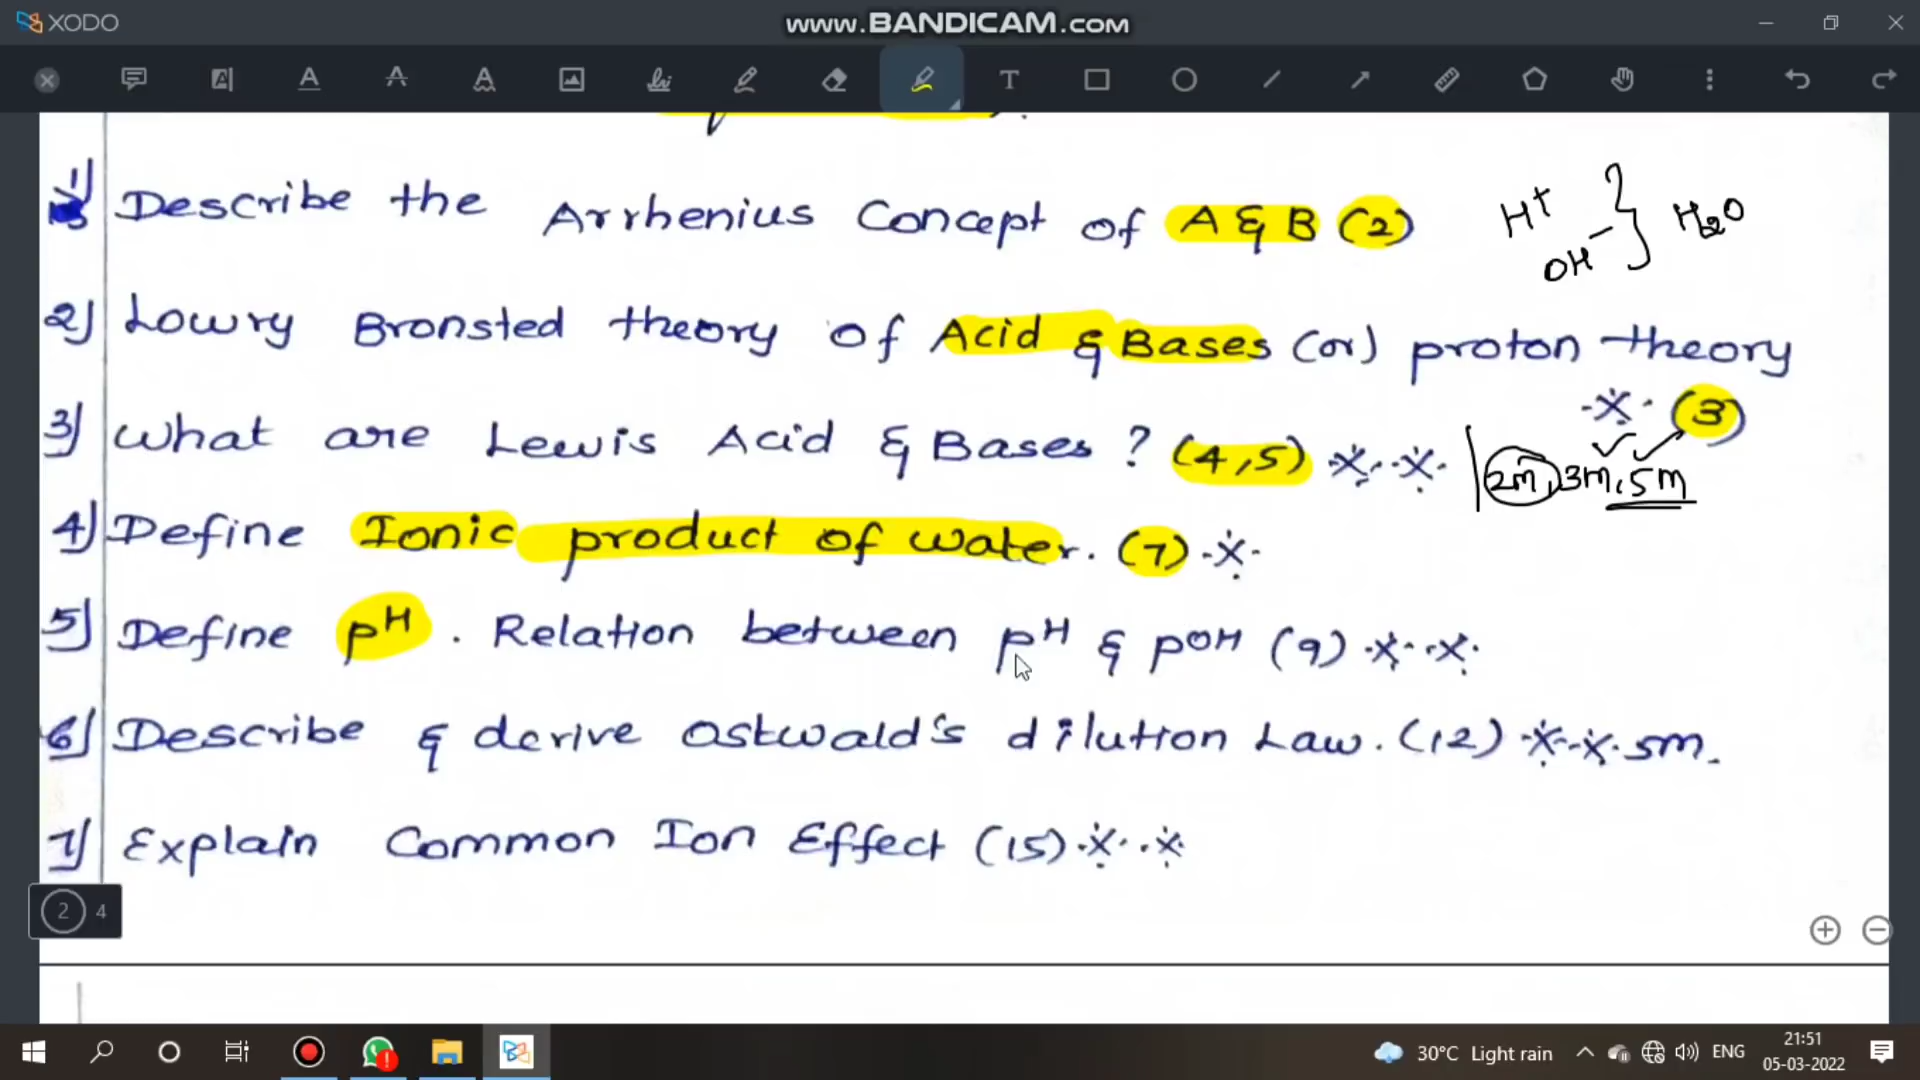 XODO
www.BANDICAM.com
1) Describe the Arrhenius Concept of A & B (2)
H+
OH-
H2O
2) Lowry Bronsted theory of Acid & Bases (or) proton theory
(3)
3) What are Lewis Acid & Bases ? (4,5)
2m, 3m, 5m
4) Define Ionic product of water. (7)
5) Define pH . Relation between pH & pOH (9)
6) Describe & derive Ostwald's dilution Law. (12) 5m.
7) Explain Common Ion Effect (15)
2 4
30°C Light rain
ENG
21:51
05-03-2022